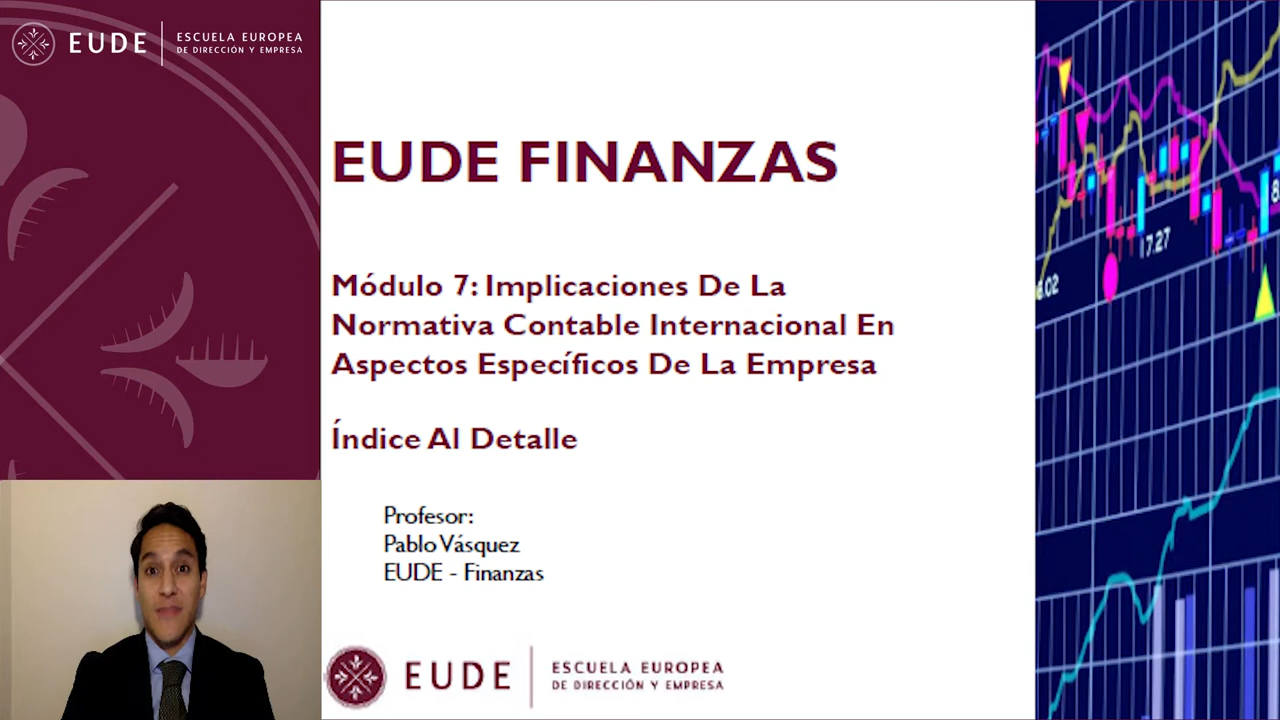 EUDE
ESCUELA EUROPEA
DE DIRECCIÓN Y EMPRESA
EUDE FINANZAS
Módulo 7: Implicaciones De La
Normativa Contable Internacional En
Aspectos Específicos De La Empresa
Índice Al Detalle
Profesor:
Pablo Vásquez
EUDE - Finanzas
EUDE
ESCUELA EUROPEA
DE DIRECCIÓN Y EMPRESA
17.27